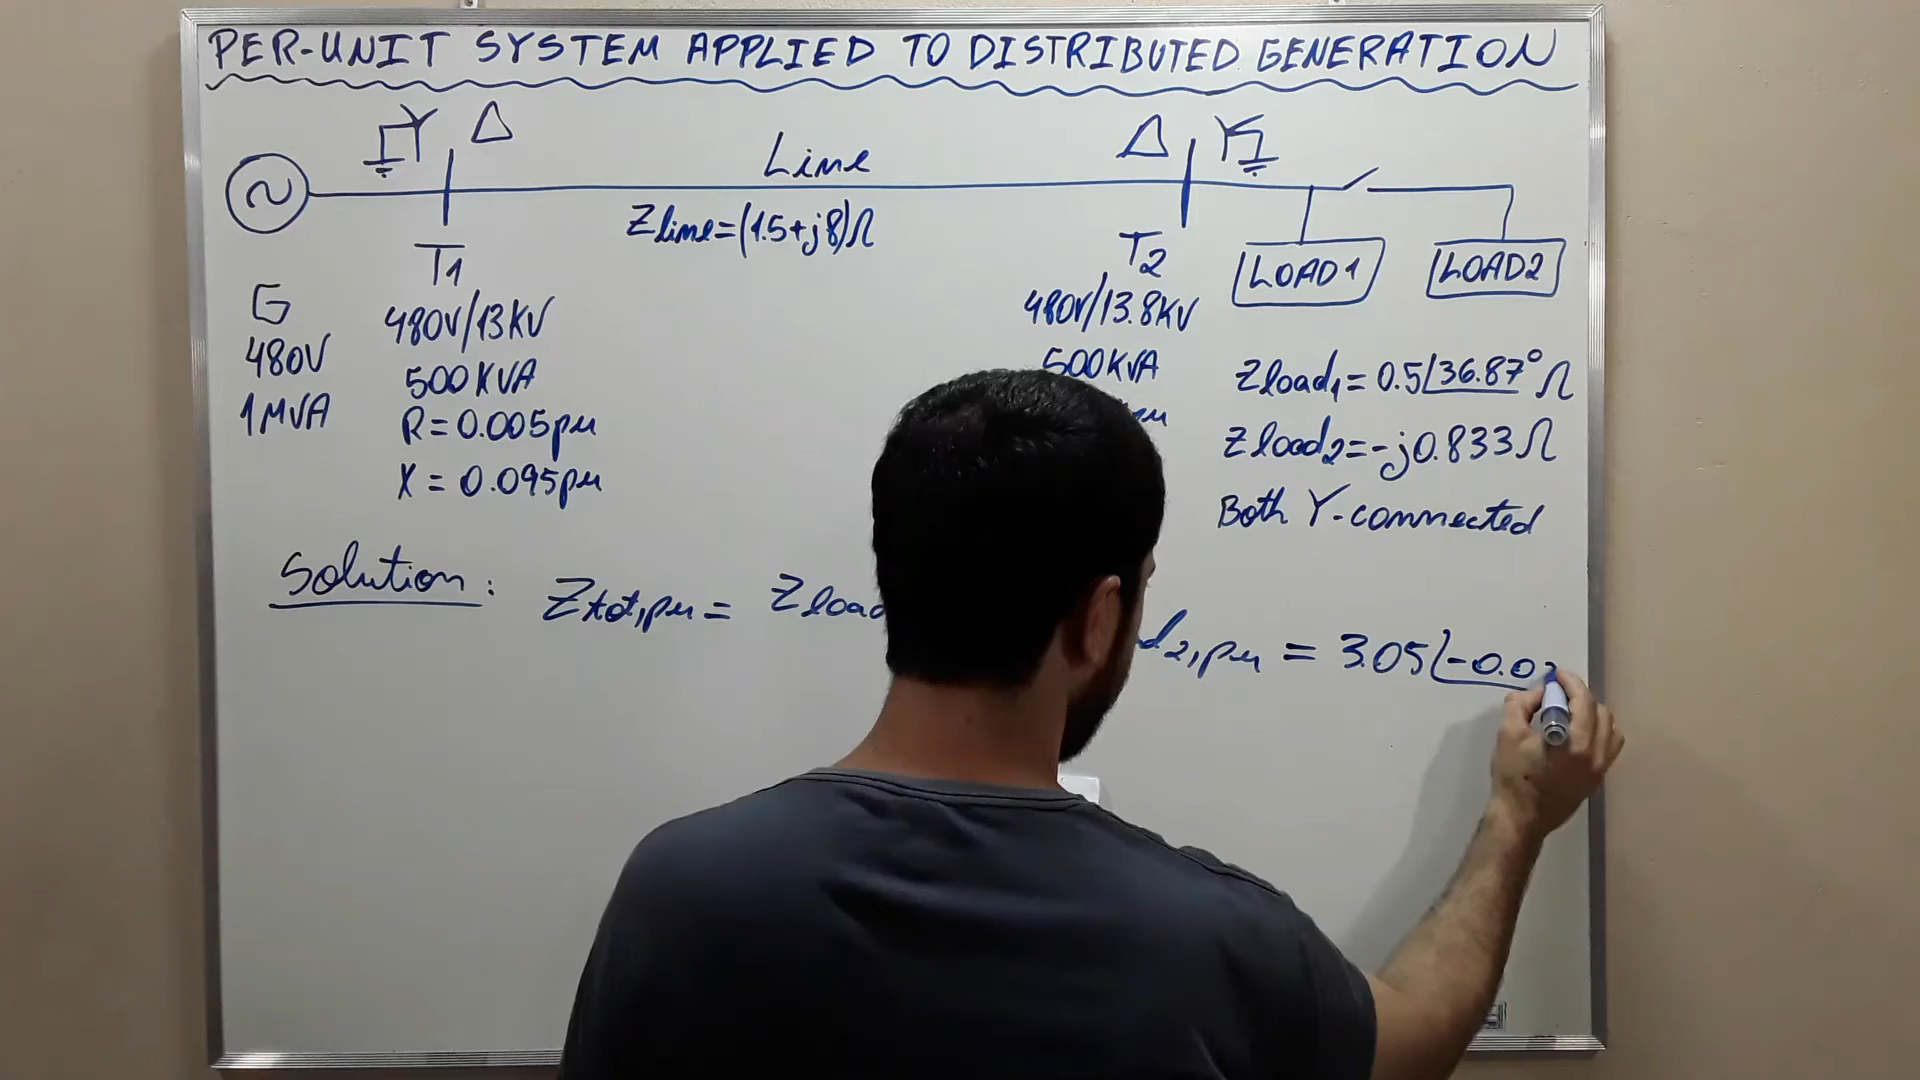 PER-UNIT SYSTEM APPLIED TO DISTRIBUTED GENERATION
Y Δ
Line
Δ Y
Zline=(1.5+j8)Ω
T1
T2
LOAD1
LOAD2
G
480V
1MVA
480V/13KV
500KVA
R=0.005pu
X=0.095pu
480V/13.8KV
500KVA
pu
Zload1=0.5∠36.87°Ω
Zload2=-j0.833Ω
Both Y-connected
Solution:
Ztot,pu= Zload
d2,pu = 3.05∠-0.0